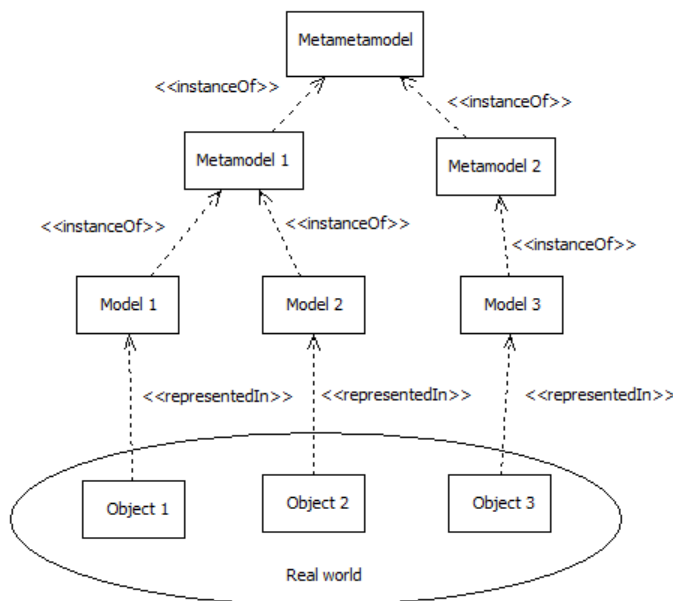 Metametamodel
<<instanceOf>>
<<instanceOf>>
Metamodel 1
Metamodel 2
<<instanceOf>>
<<instanceOf>>
<<instanceOf>>
Model 1
Model 2
Model 3
<<representedIn>>
<<representedIn>>
<<representedIn>>
Object 1
Object 2
Object 3
Real world